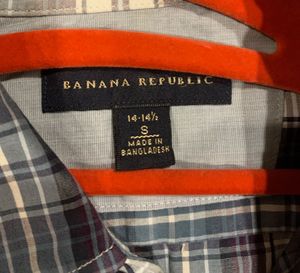 BANANA REPUBLIC
14-14½
S
MADE IN
BANGLADESH